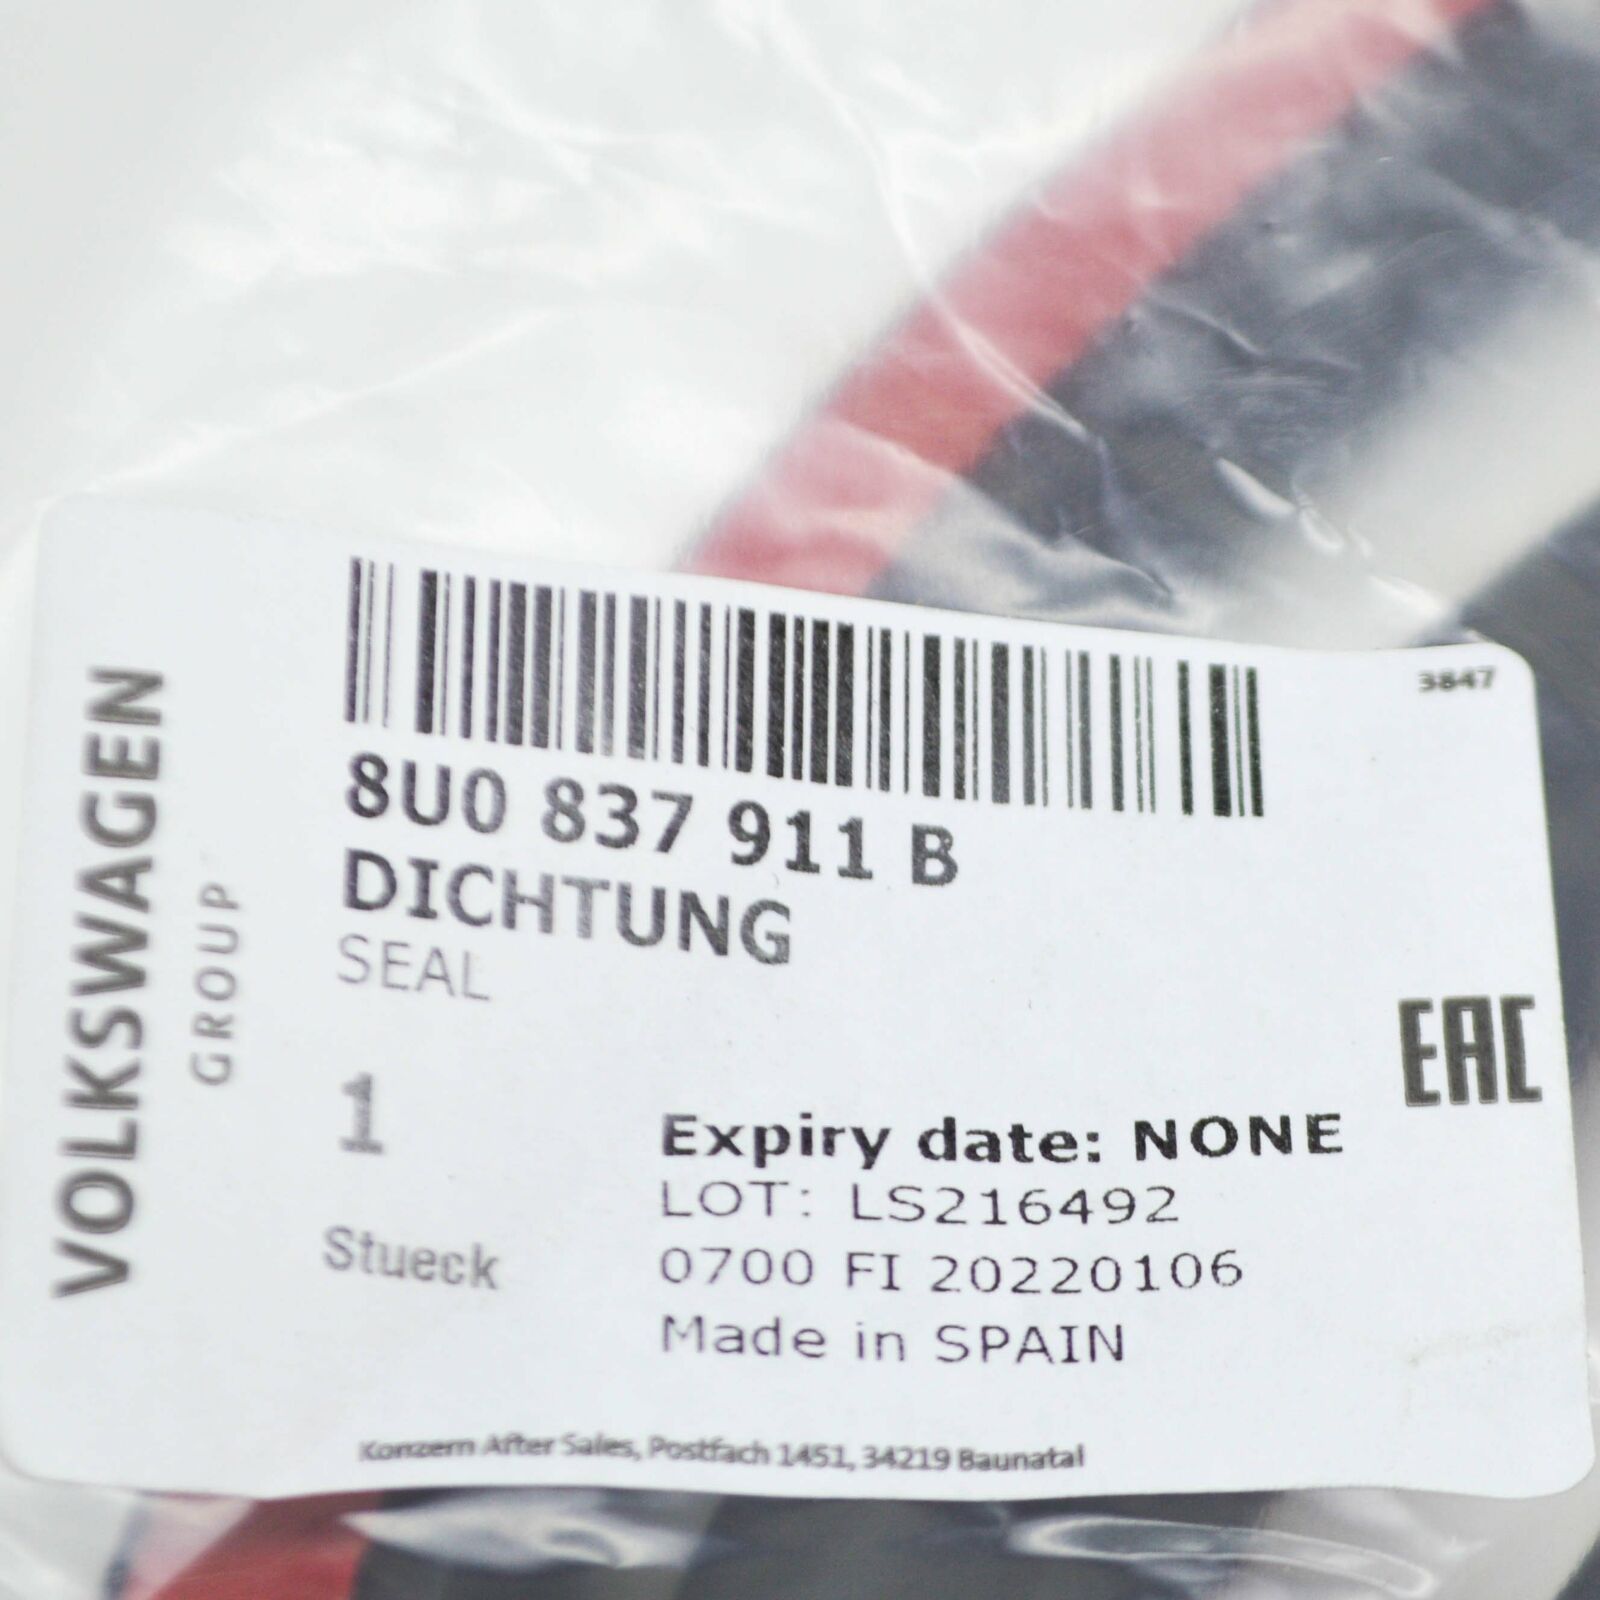 VOLKSWAGEN
GROUP
3847
8U0 837 911 B
DICHTUNG
SEAL
EAC
1
Stueck
Expiry date: NONE
LOT: LS216492
0700 FI 20220106
Made in SPAIN
Konzern After Sales, Postfach 1451, 34219 Baunatal